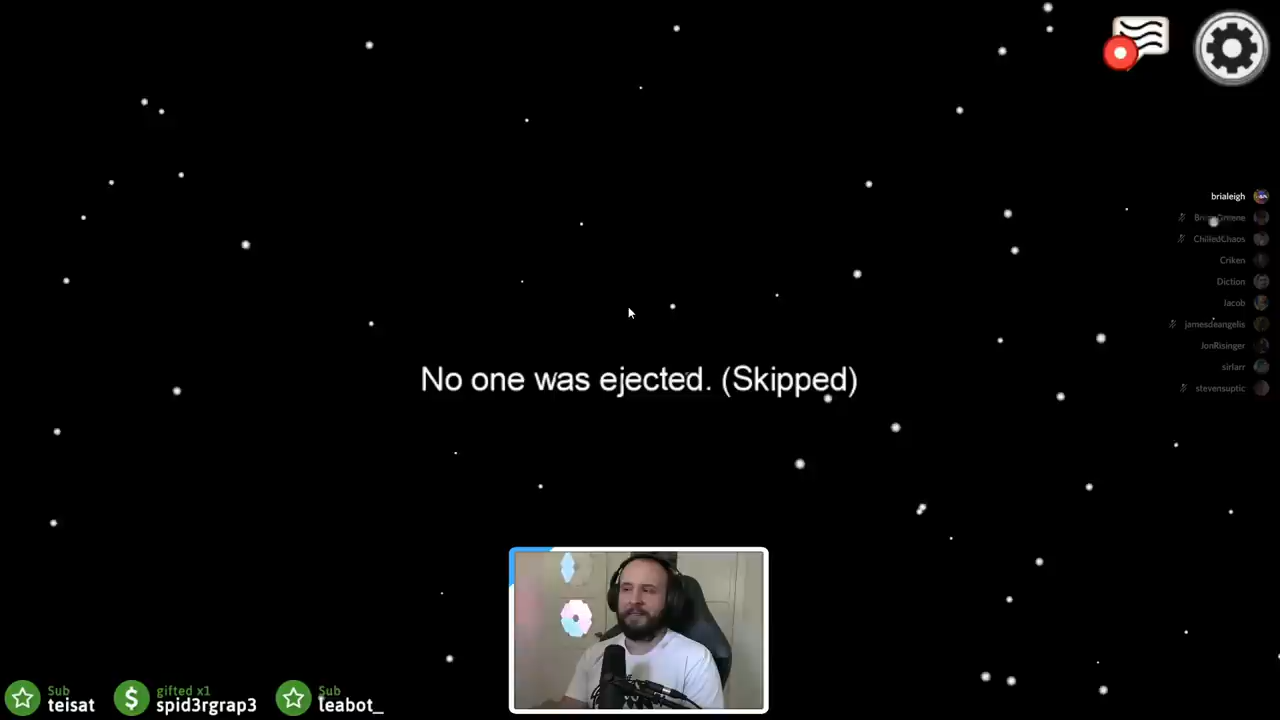 brialeigh
BrianGreene
ChilledChaos
Criken
Diction
Jacob
jamesdeangelis
JonRisinger
sirlarr
stevensuptic
No one was ejected. (Skipped)
Sub
teisat
gifted x1
spid3rgrap3
Sub
leabot_